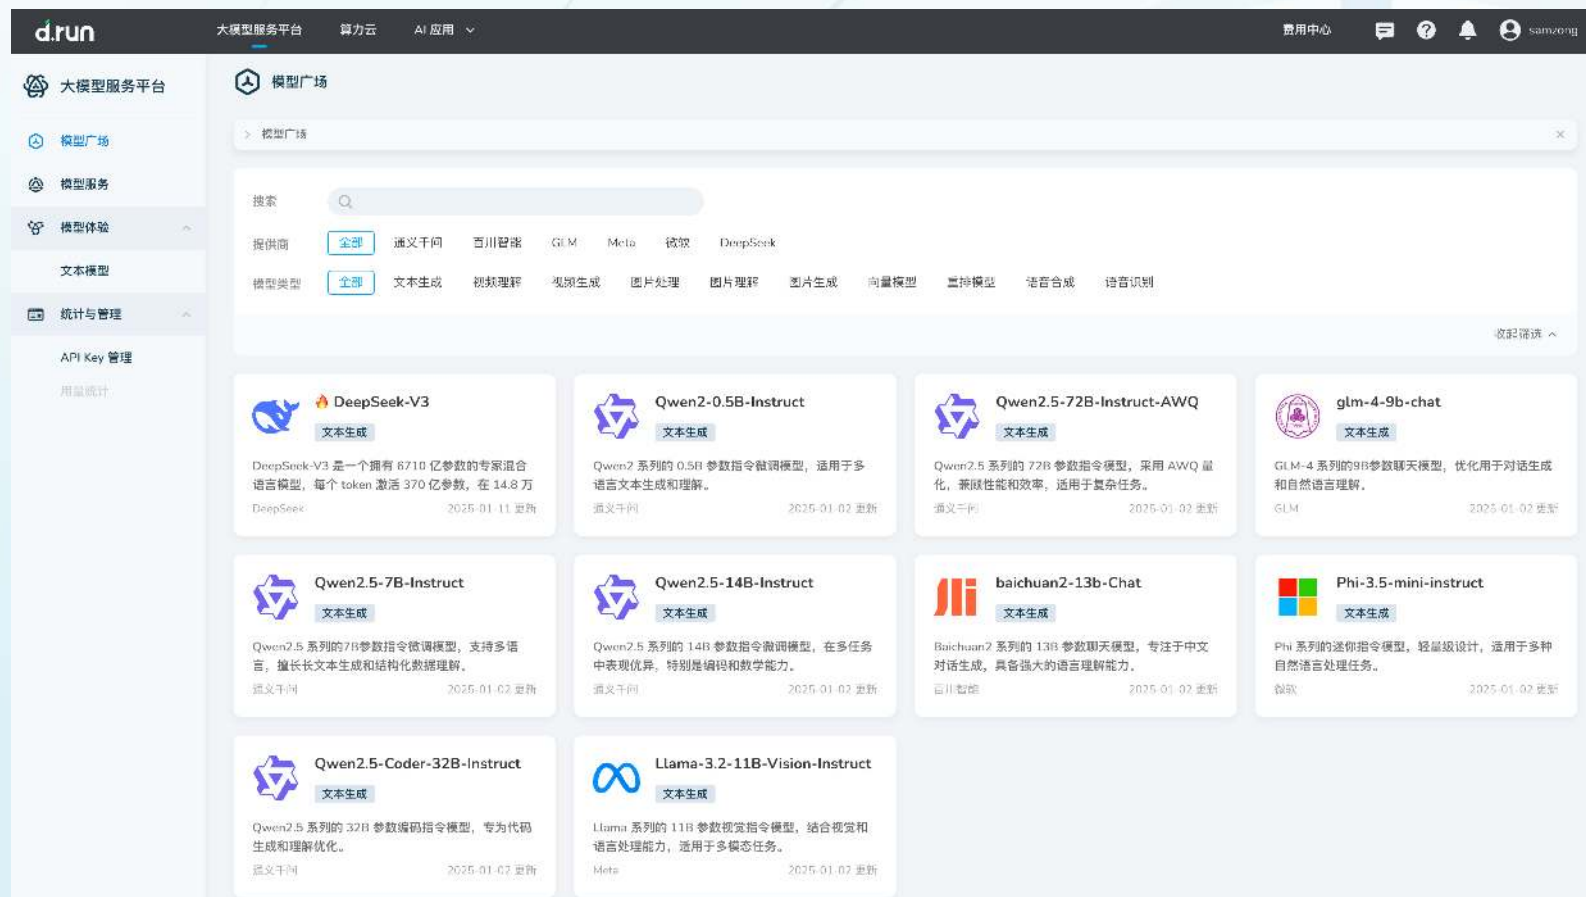 d.run 大模型服务平台 算力云 AI 应用 费用中心 samzong
大模型服务平台
模型广场
模型服务
模型体验
文本模型
统计与管理
API Key 管理
用量统计
模型广场
模型广场
搜索
提供商 全部 通义千问 百川智能 GLM Meta 微软 DeepSeek
模型类型 全部 文本生成 视频理解 视频生成 图片处理 图片理解 图片生成 向量模型 重排模型 语音合成 语音识别
收起筛选
DeepSeek-V3
文本生成
DeepSeek-V3 是一个拥有 6710 亿参数的专家混合
语言模型，每个 token 激活 370 亿参数，在 14.8 万
DeepSeek 2025-01-11 更新
Qwen2-0.5B-Instruct
文本生成
Qwen2 系列的 0.5B 参数指令微调模型，适用于多
语言文本生成和理解。
通义千问 2025-01-02 更新
Qwen2.5-72B-Instruct-AWQ
文本生成
Qwen2.5 系列的 72B 参数指令模型，采用 AWQ 量
化，兼顾性能和效率，适用于复杂任务。
通义千问 2025-01-02 更新
glm-4-9b-chat
文本生成
GLM-4 系列的9B参数聊天模型，优化用于对话生成
和自然语言理解。
GLM 2025-01-02 更新
Qwen2.5-7B-Instruct
文本生成
Qwen2.5 系列的7B参数指令微调模型，支持多语
言，擅长长文本生成和结构化数据理解。
通义千问 2025-01-02 更新
Qwen2.5-14B-Instruct
文本生成
Qwen2.5 系列的 14B 参数指令微调模型，在多任务
中表现优异，特别是编码和数学能力。
通义千问 2025-01-02 更新
baichuan2-13b-Chat
文本生成
Baichuan2 系列的 13B 参数聊天模型，专注于中文
对话生成，具备强大的语言理解能力。
百川智能 2025-01-02 更新
Phi-3.5-mini-instruct
文本生成
Phi 系列的迷你指令模型，轻量级设计，适用于多种
自然语言处理任务。
微软 2025-01-02 更新
Qwen2.5-Coder-32B-Instruct
文本生成
Qwen2.5 系列的 32B 参数编码指令模型，专为代码
生成和理解优化。
通义千问 2025-01-02 更新
Llama-3.2-11B-Vision-Instruct
文本生成
Llama 系列的 11B 参数视觉指令模型，结合视觉和
语言处理能力，适用于多模态任务。
Meta 2025-01-02 更新